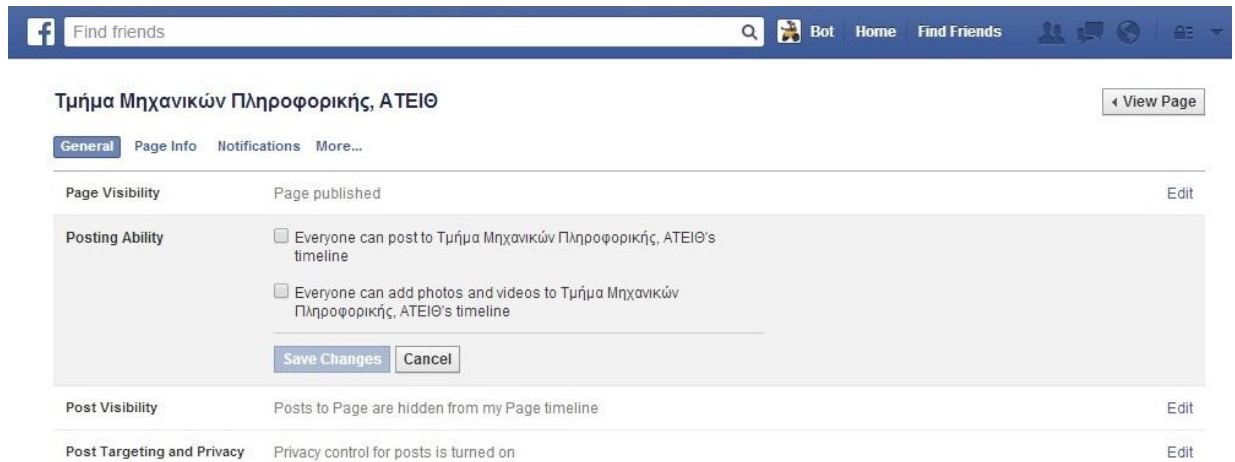 f Find friends Bot Home Find Friends
Τμήμα Μηχανικών Πληροφορικής, ΑΤΕΙΘ View Page
General Page Info Notifications More...
Page Visibility Page published Edit
Posting Ability Everyone can post to Τμήμα Μηχανικών Πληροφορικής, ΑΤΕΙΘ's
timeline
Everyone can add photos and videos to Τμήμα Μηχανικών
Πληροφορικής, ΑΤΕΙΘ's timeline
Save Changes Cancel
Post Visibility Posts to Page are hidden from my Page timeline Edit
Post Targeting and Privacy Privacy control for posts is turned on Edit